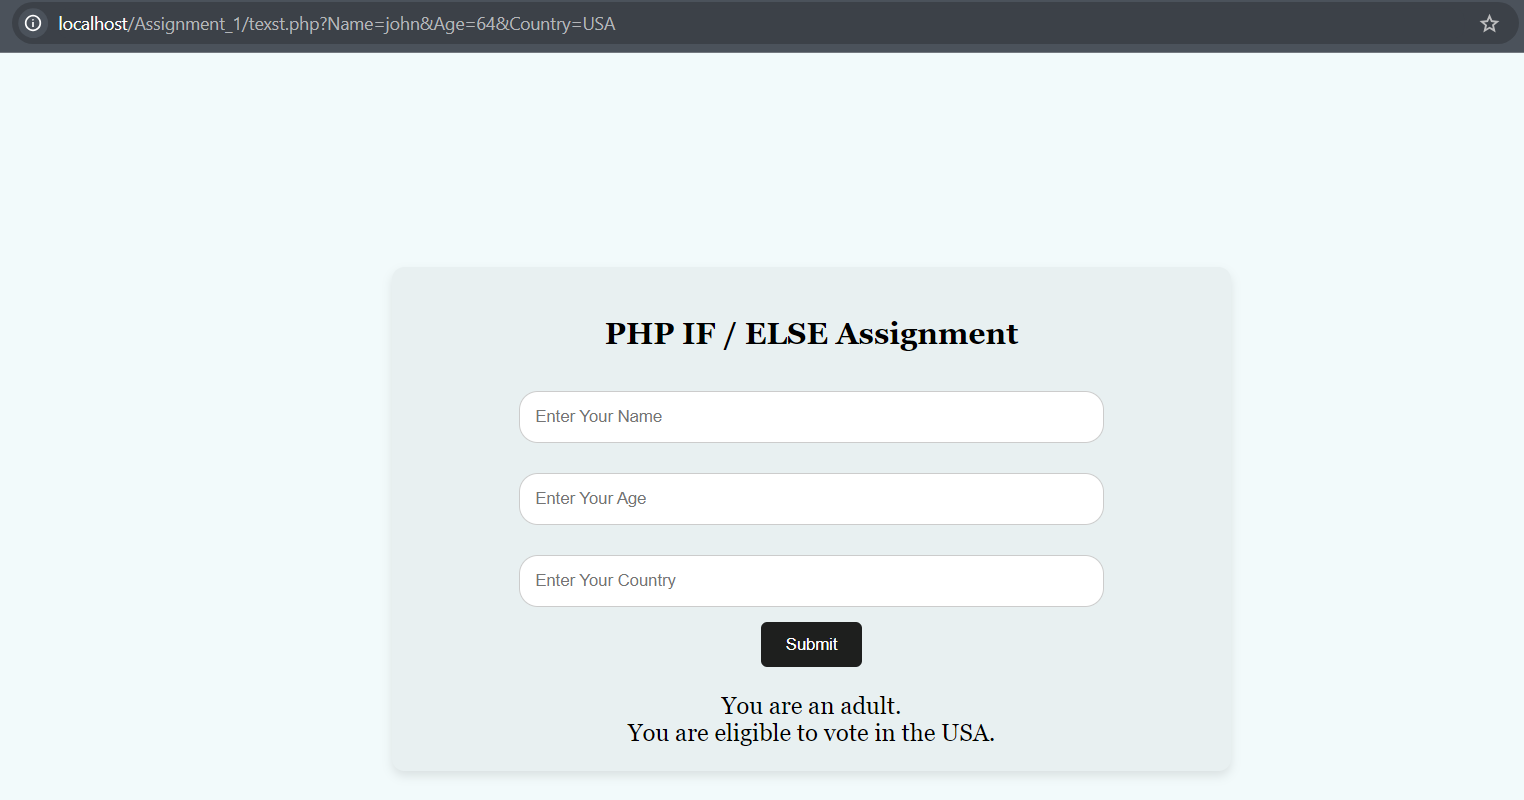 localhost/Assignment_1/texst.php?Name=john&Age=64&Country=USA
PHP IF / ELSE Assignment
Enter Your Name
Enter Your Age
Enter Your Country
Submit
You are an adult.
You are eligible to vote in the USA.